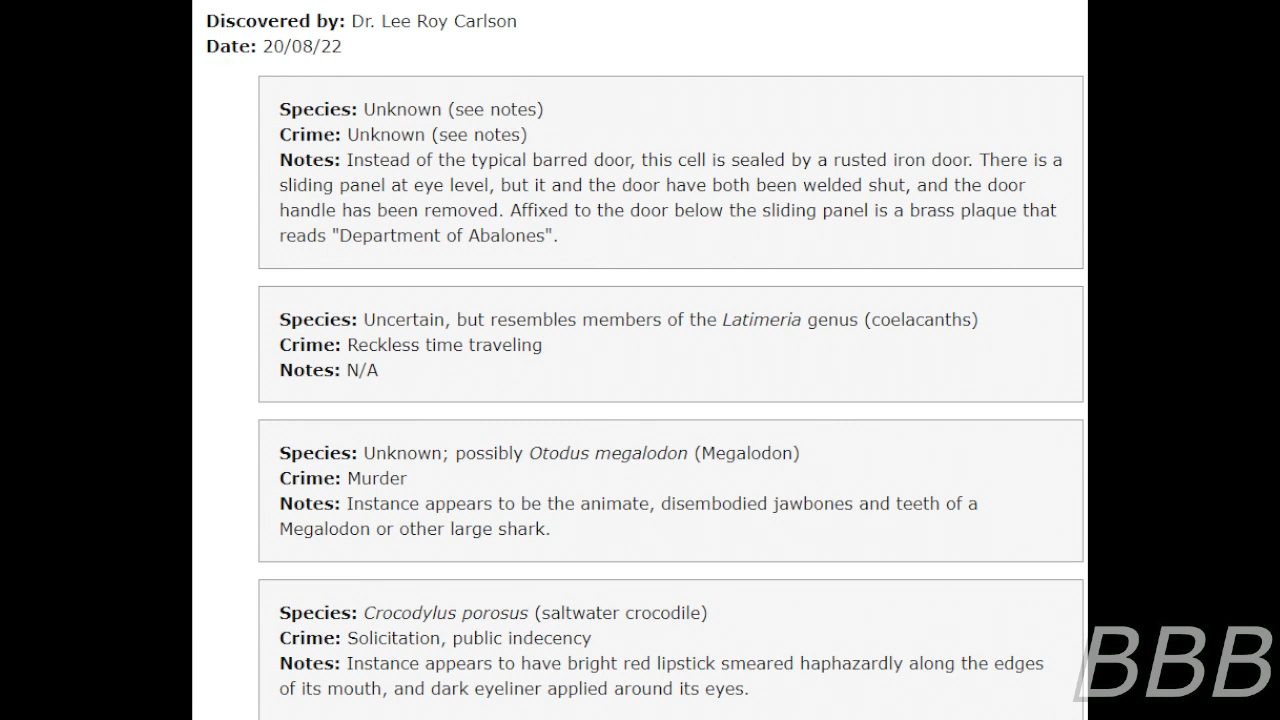 Discovered by: Dr. Lee Roy Carlson
Date: 20/08/22
Species: Unknown (see notes)
Crime: Unknown (see notes)
Notes: Instead of the typical barred door, this cell is sealed by a rusted iron door. There is a
sliding panel at eye level, but it and the door have both been welded shut, and the door
handle has been removed. Affixed to the door below the sliding panel is a brass plaque that
reads "Department of Abalones".
Species: Uncertain, but resembles members of the Latimeria genus (coelacanths)
Crime: Reckless time traveling
Notes: N/A
Species: Unknown; possibly Otodus megalodon (Megalodon)
Crime: Murder
Notes: Instance appears to be the animate, disembodied jawbones and teeth of a
Megalodon or other large shark.
Species: Crocodylus porosus (saltwater crocodile)
Crime: Solicitation, public indecency
Notes: Instance appears to have bright red lipstick smeared haphazardly along the edges
of its mouth, and dark eyeliner applied around its eyes.
BBB